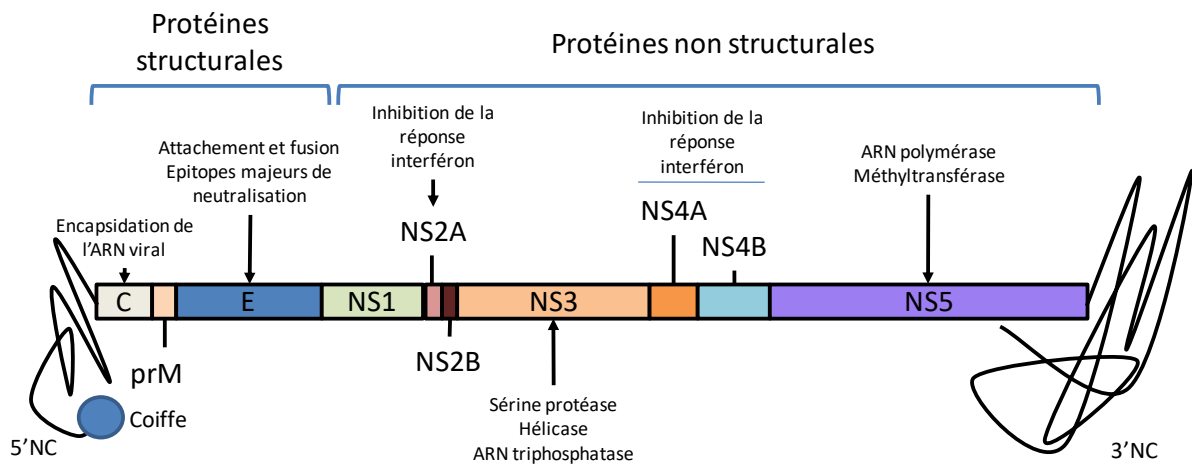 Protéines
structurales
Protéines non structurales
Inhibition de la
réponse
interféron
Inhibition de la
réponse
interféron
Attachement et fusion
Epitopes majeurs de
neutralisation
ARN polymérase
Méthyltransférase
Encapsidation de
l'ARN viral
NS2A
NS4A
NS4B
C
E
NS1
NS3
NS5
prM
NS2B
Coiffe
5'NC
Sérine protéase
Hélicase
ARN triphosphatase
3'NC